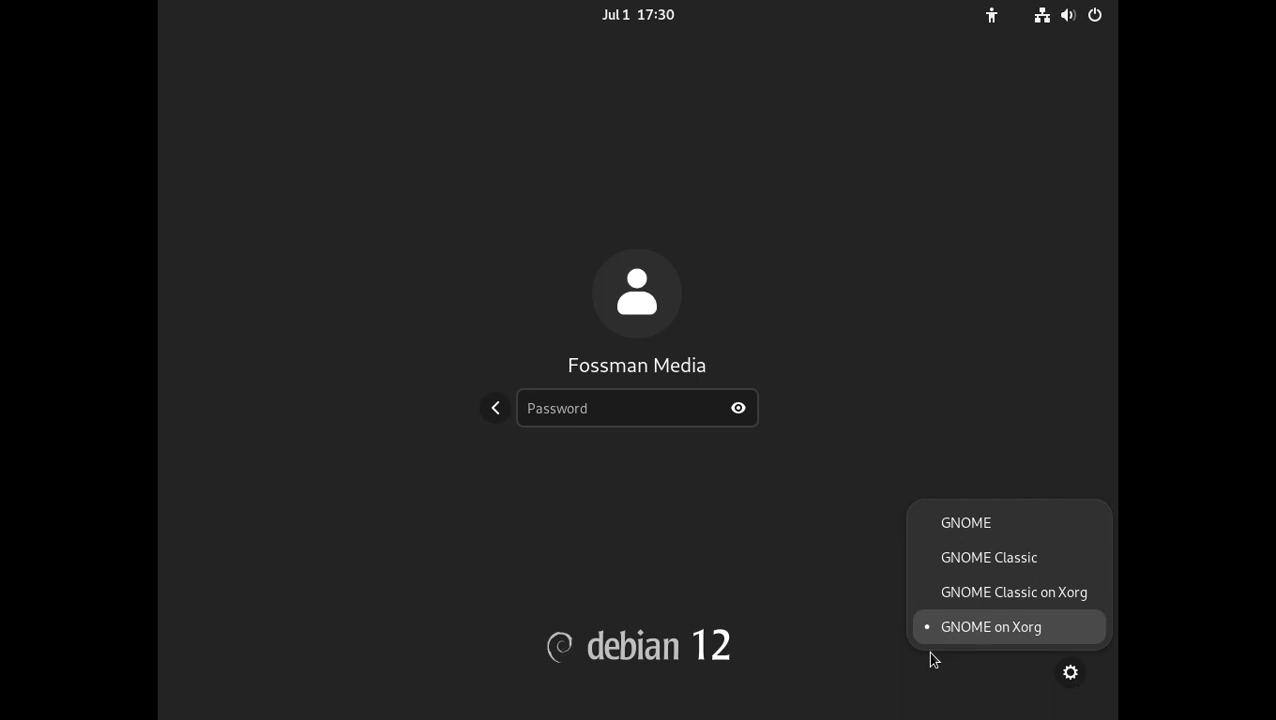 Jul 1 17:30
Fossman Media
Password
GNOME
GNOME Classic
GNOME Classic on Xorg
GNOME on Xorg
debian 12